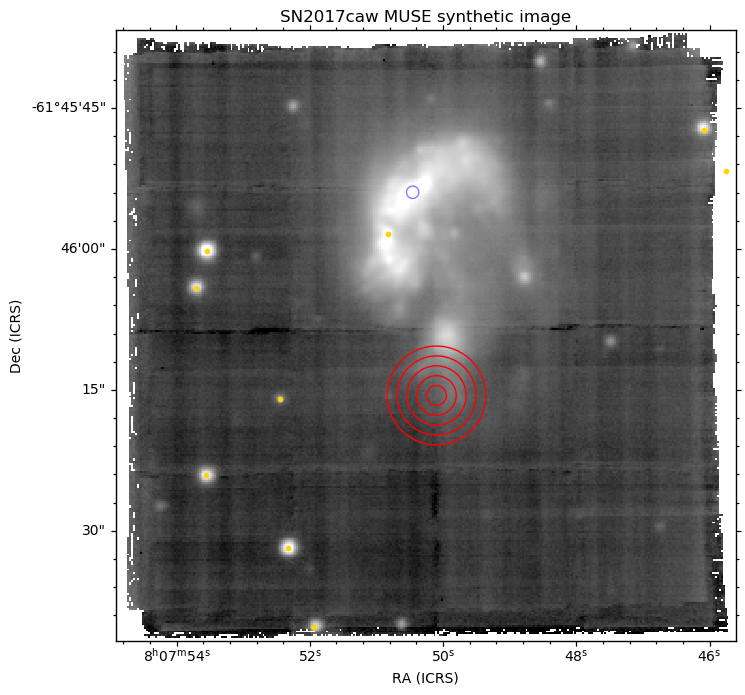 SN2017caw MUSE synthetic image
-61°45'45"
46'00"
15"
30"
Dec (ICRS)
8ʰ07ᵐ54ˢ
52ˢ
50ˢ
48ˢ
46ˢ
RA (ICRS)